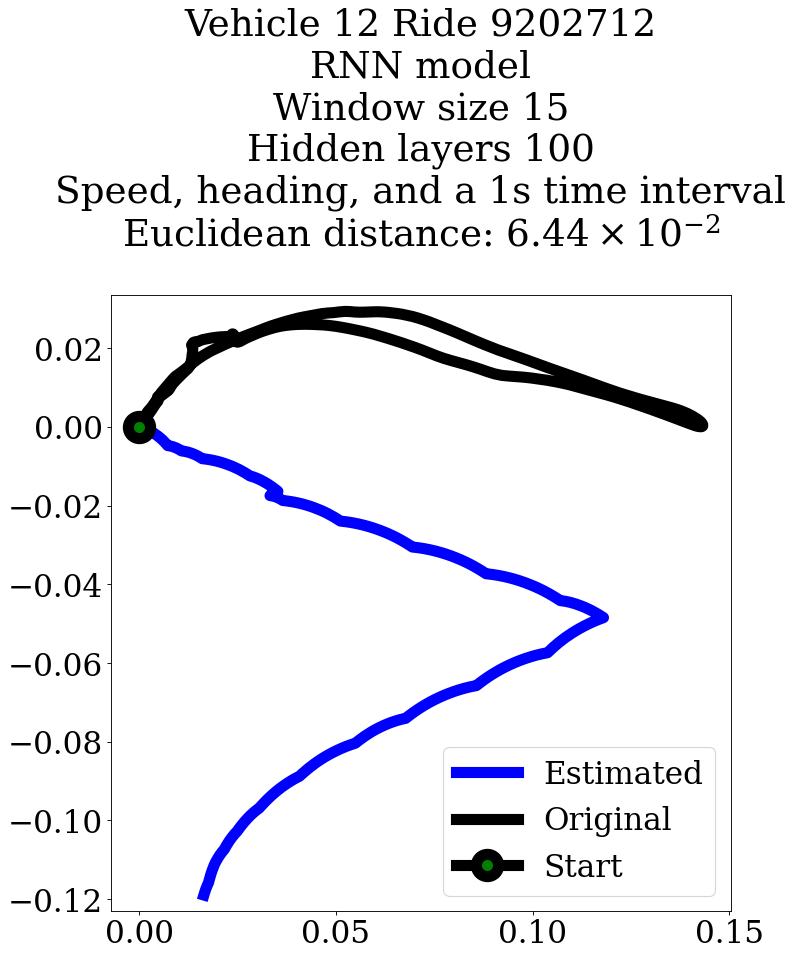 Vehicle 12 Ride 9202712
RNN model
Window size 15
Hidden layers 100
Speed, heading, and a 1s time interval
Euclidean distance: 6.44 × 10⁻²
0.02
0.00
−0.02
−0.04
−0.06
−0.08
−0.10
−0.12
Estimated
Original
Start
0.00 0.05 0.10 0.15